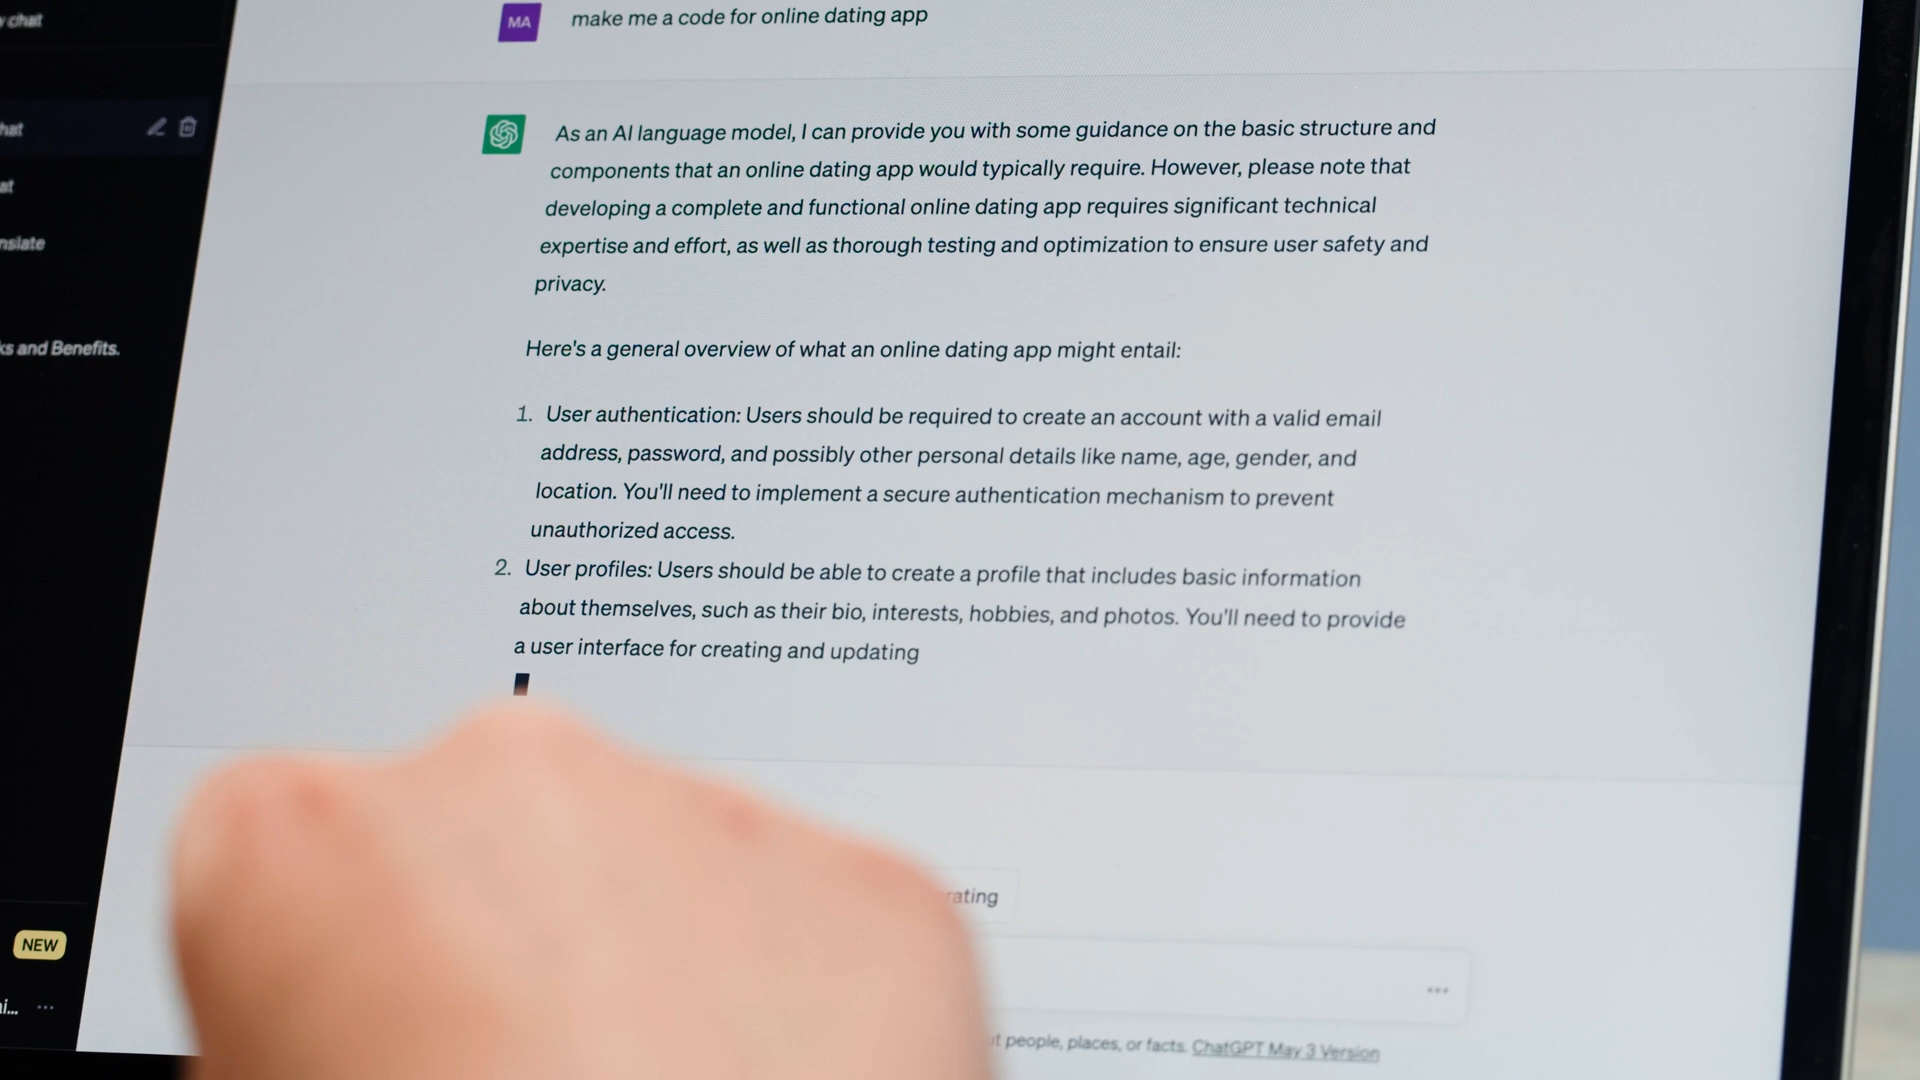 chat
MA
make me a code for online dating app
As an AI language model, I can provide you with some guidance on the basic structure and
components that an online dating app would typically require. However, please note that
developing a complete and functional online dating app requires significant technical
expertise and effort, as well as thorough testing and optimization to ensure user safety and
privacy.
Here's a general overview of what an online dating app might entail:
1. User authentication: Users should be required to create an account with a valid email
address, password, and possibly other personal details like name, age, gender, and
location. You'll need to implement a secure authentication mechanism to prevent
unauthorized access.
2. User profiles: Users should be able to create a profile that includes basic information
about themselves, such as their bio, interests, hobbies, and photos. You'll need to provide
a user interface for creating and updating
and Benefits.
NEW
...
people, places, or facts. ChatGPT May 3 Version